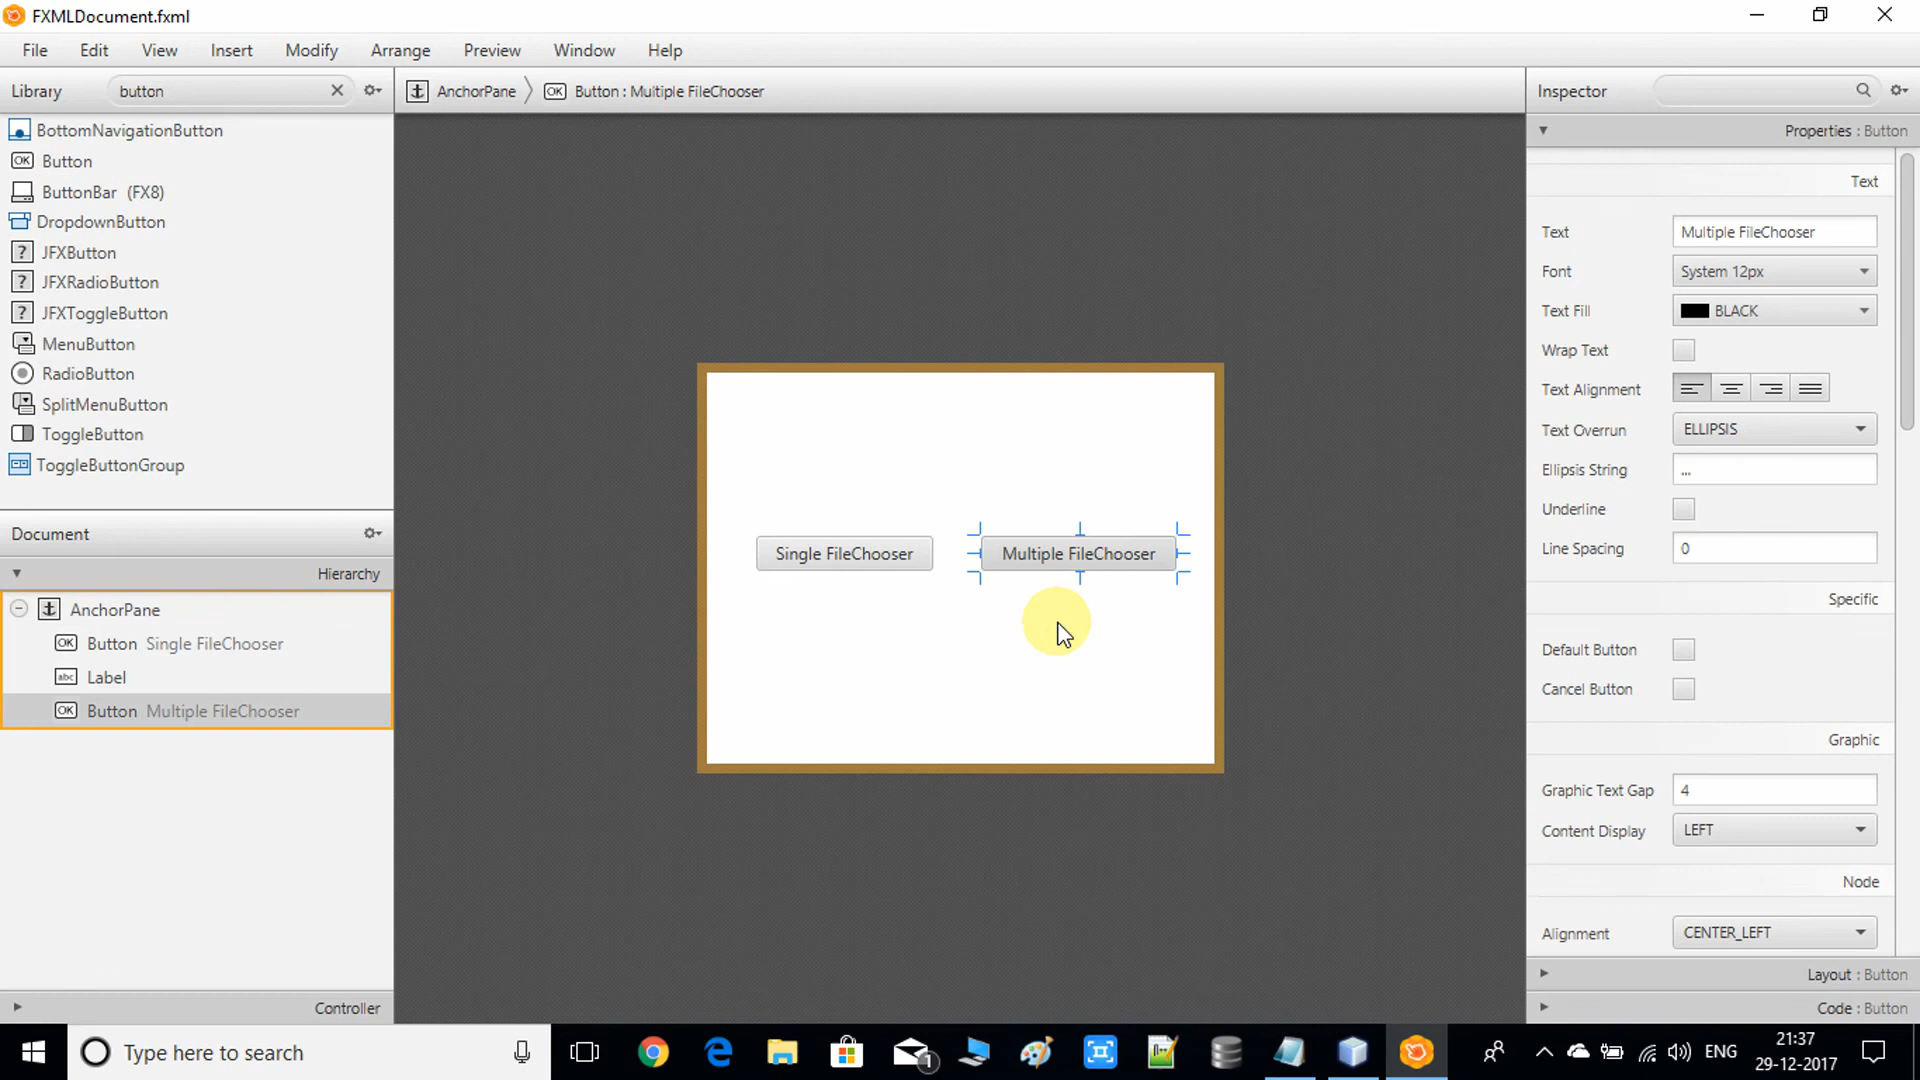 FXMLDocument.fxml
File Edit View Insert Modify Arrange Preview Window Help
Library button
BottomNavigationButton
Button
ButtonBar (FX8)
DropdownButton
JFXButton
JFXRadioButton
JFXToggleButton
MenuButton
RadioButton
SplitMenuButton
ToggleButton
ToggleButtonGroup
Document
Hierarchy
AnchorPane
Button Single FileChooser
Label
Button Multiple FileChooser
Controller
AnchorPane Button : Multiple FileChooser
Single FileChooser Multiple FileChooser
Inspector
Properties : Button
Text
Text Multiple FileChooser
Font System 12px
Text Fill BLACK
Wrap Text
Text Alignment
Text Overrun ELLIPSIS
Ellipsis String ...
Underline
Line Spacing 0
Specific
Default Button
Cancel Button
Graphic
Graphic Text Gap 4
Content Display LEFT
Node
Alignment CENTER_LEFT
Layout : Button
Code : Button
Type here to search
1
ENG
21:37
29-12-2017